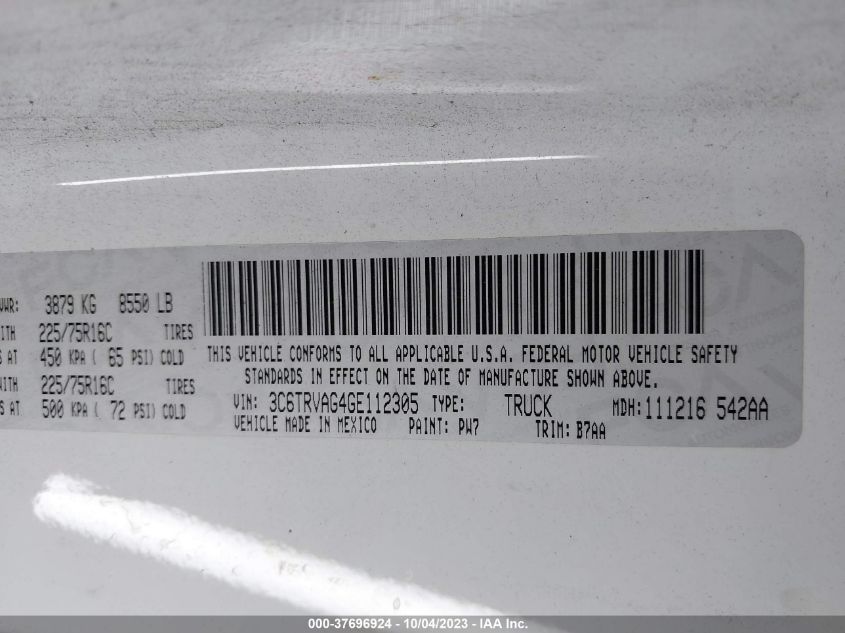 3879 KG 8550 LB
225/75R16C TIRES
AT 450 KPA ( 65 PSI) COLD
225/75R16C TIRES
AT 500 KPA ( 72 PSI) COLD
THIS VEHICLE CONFORMS TO ALL APPLICABLE U.S.A. FEDERAL MOTOR VEHICLE SAFETY
STANDARDS IN EFFECT ON THE DATE OF MANUFACTURE SHOWN ABOVE.
VIN: 3C6TRVAG4GE112305 TYPE: TRUCK MDH: 111216 542AA
VEHICLE MADE IN MEXICO PAINT: PW7 TRIM: B7AA
000-37696924 - 10/04/2023 - IAA Inc.